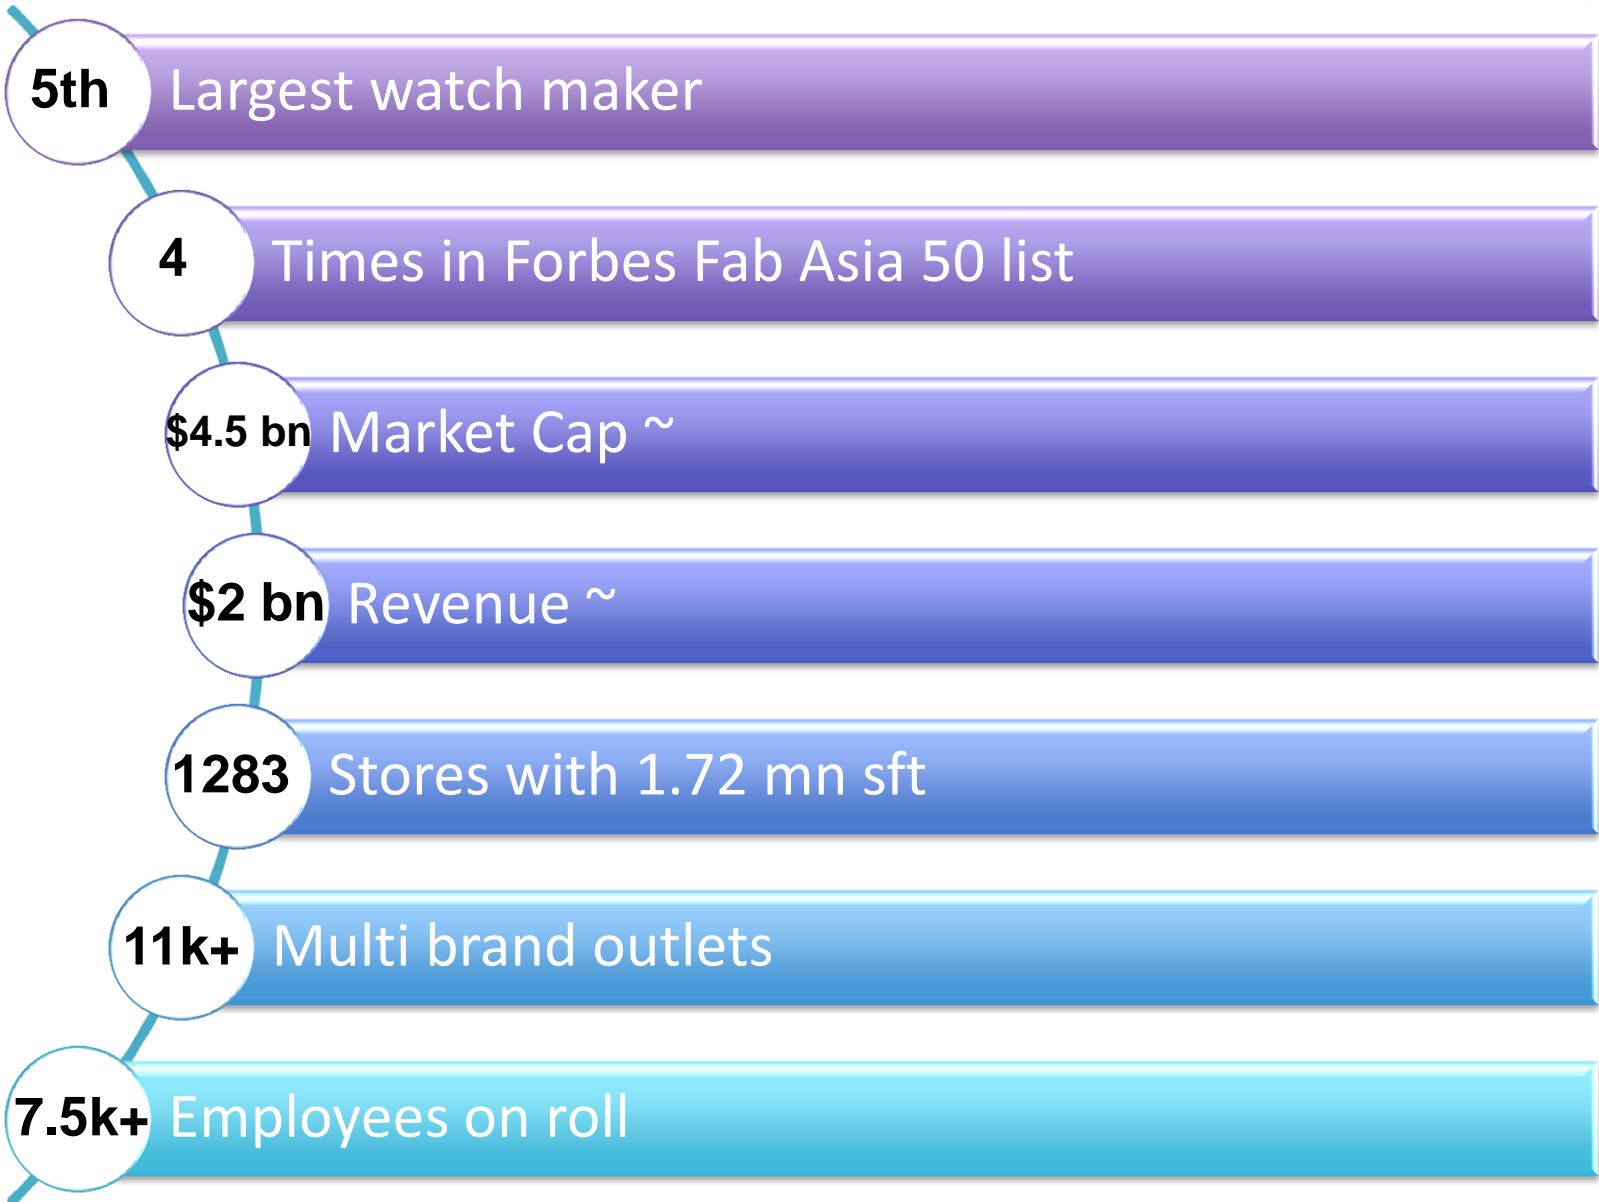 5th Largest watch maker
4 Times in Forbes Fab Asia 50 list
$4.5 bn Market Cap ~
$2 bn Revenue ~
1283 Stores with 1.72 mn sft
11k+ Multi brand outlets
7.5k+ Employees on roll